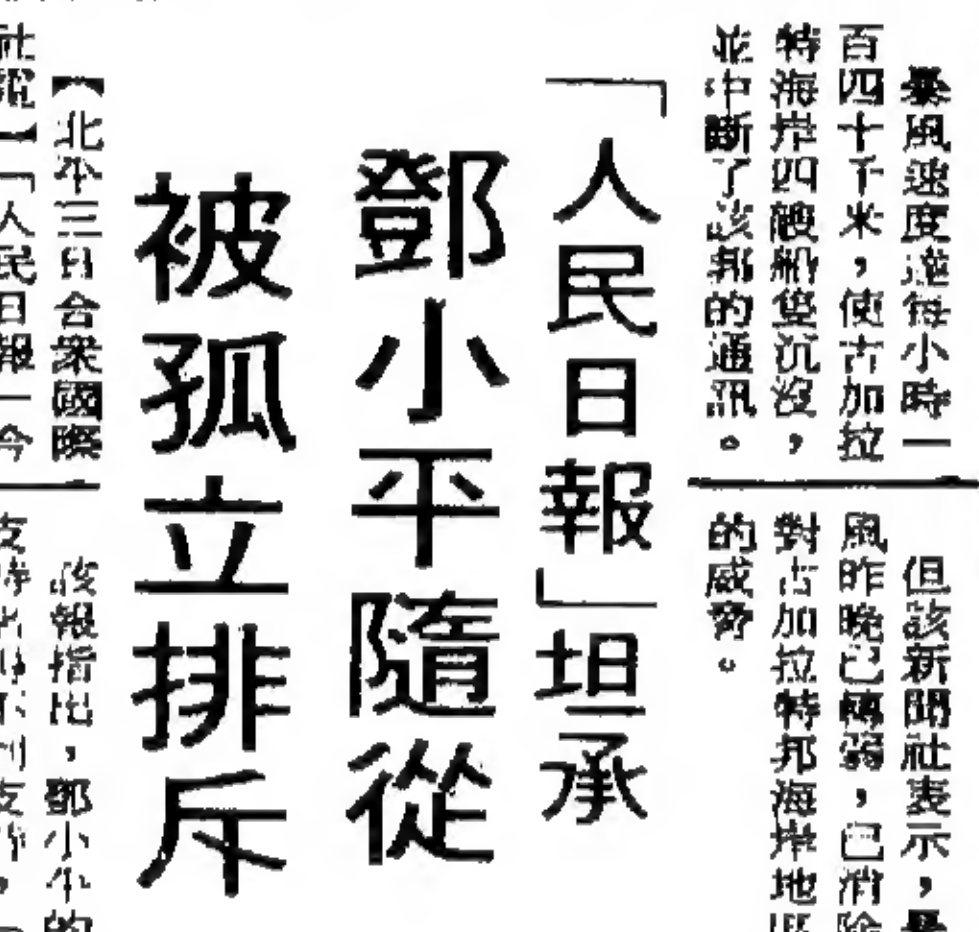 暴風速度達每小時一
百四十千米，使古加拉
特海岸四艘船隻沉沒，
並中斷了該邦的通訊。
但該新聞社表示，暴
風昨晚已轉弱，已消除
對古加拉特邦海岸地區
的威脅。
「人民日報」坦承
鄧小平隨從
被孤立排斥
【北平三日合眾國際
社電】「人民日報」今
該報指出，鄧小平的
支持